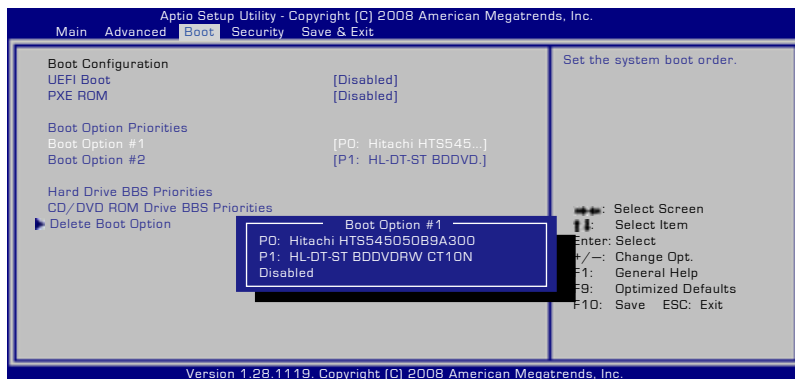 Aptio Setup Utility - Copyright (C) 2008 American Megatrends, Inc.
Main Advanced Boot Security Save & Exit
Boot Configuration
UEFI Boot [Disabled]
PXE ROM [Disabled]
Boot Option Priorities
Boot Option #1 [P0: Hitachi HTS545...]
Boot Option #2 [P1: HL-DT-ST BDDVD.]
Hard Drive BBS Priorities
CD/DVD ROM Drive BBS Priorities
Delete Boot Option
Boot Option #1
P0: Hitachi HTS545050B9A300
P1: HL-DT-ST BDDVDRW CT10N
Disabled
Set the system boot order.
→←: Select Screen
↑↓: Select Item
Enter: Select
+/—: Change Opt.
F1: General Help
F9: Optimized Defaults
F10: Save ESC: Exit
Version 1.28.1119. Copyright (C) 2008 American Megatrends, Inc.